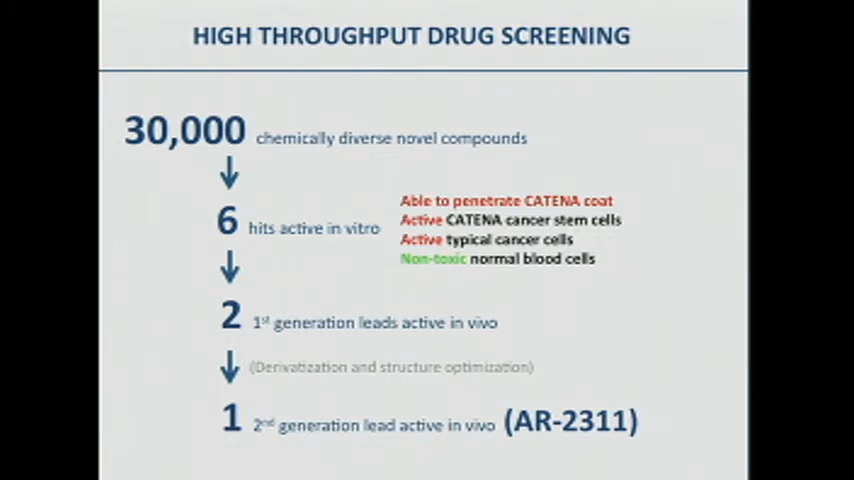 HIGH THROUGHPUT DRUG SCREENING
30,000 chemically diverse novel compounds
6 hits active in vitro
Able to penetrate CATENA coat
Active CATENA cancer stem cells
Active typical cancer cells
Non-toxic normal blood cells
2 1st generation leads active in vivo
(Derivatization and structure optimization)
1 2nd generation lead active in vivo (AR-2311)